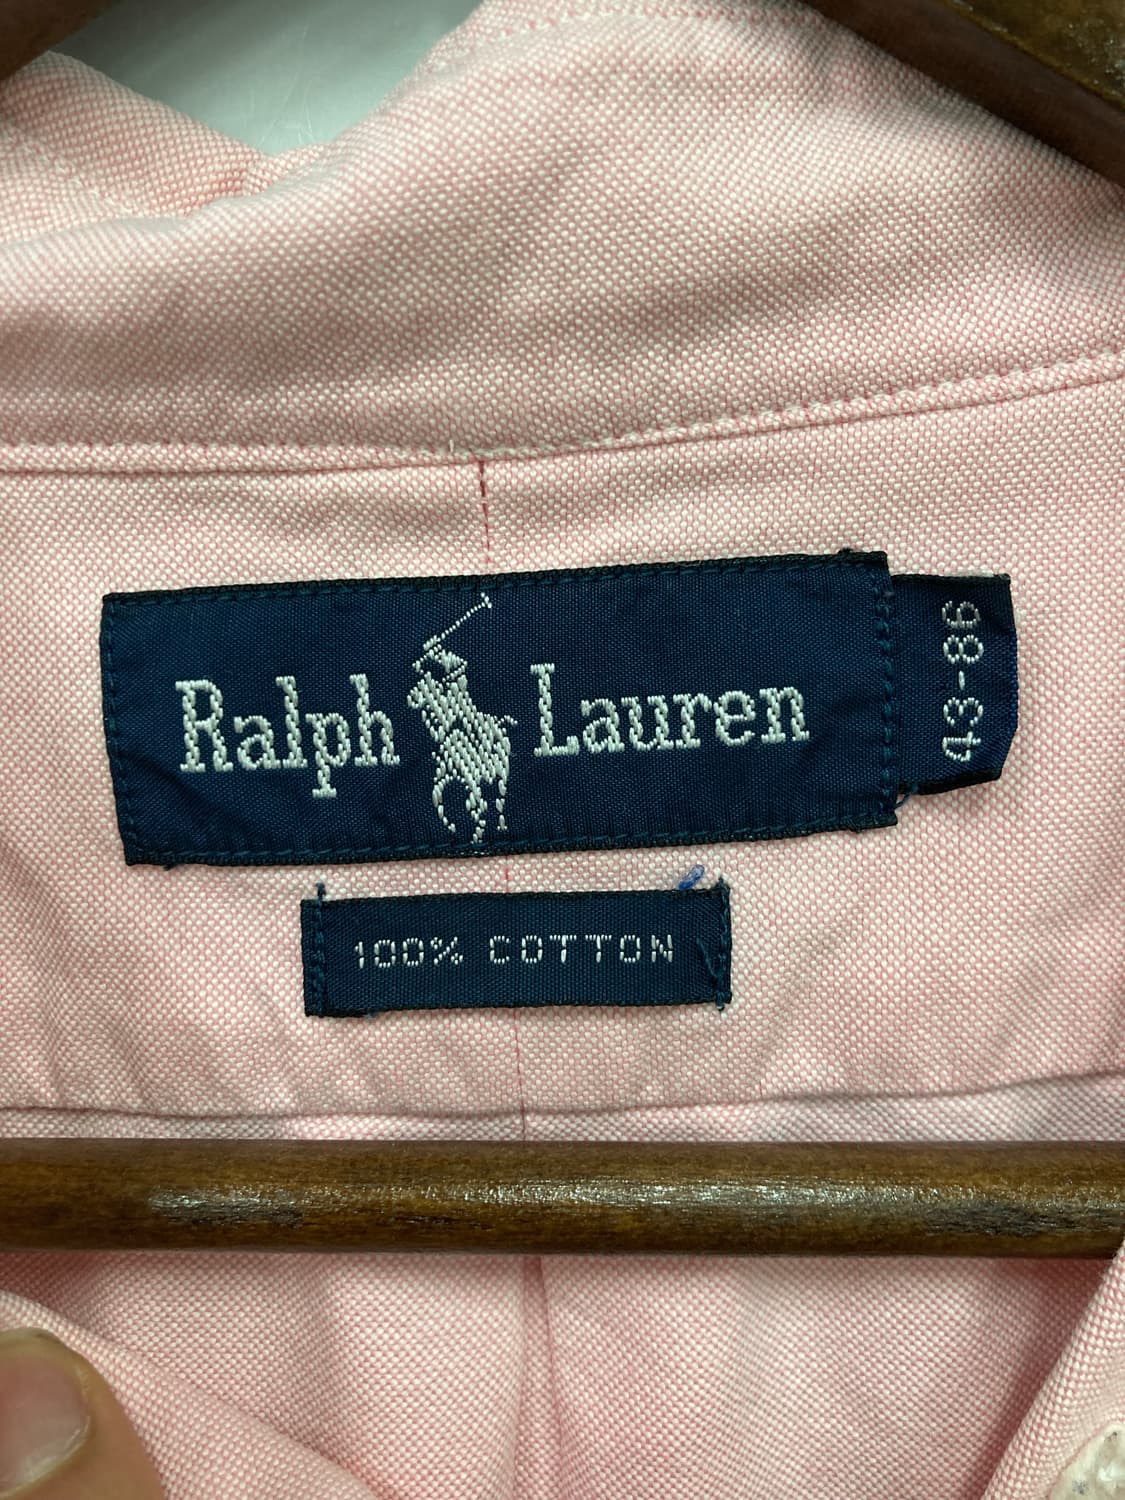 Ralph Lauren
43-86
100% COTTON